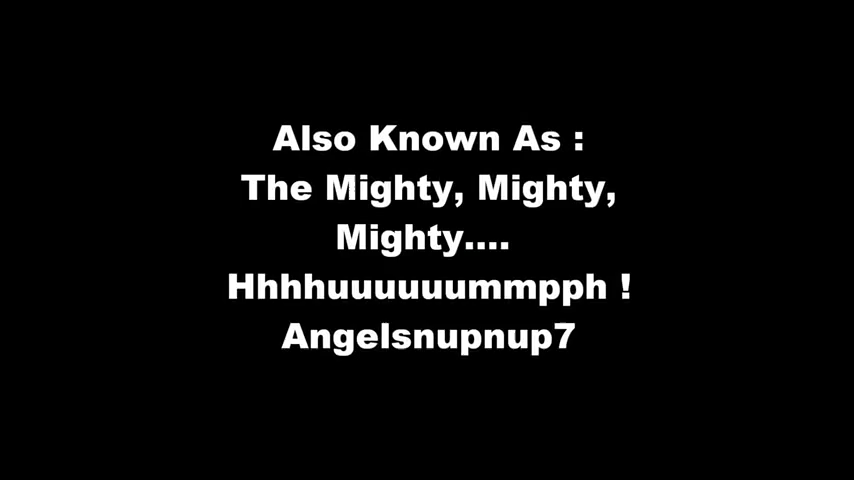 Also Known As :
The Mighty, Mighty,
Mighty....
Hhhhuuuuuummpph !
Angelsnupnup7